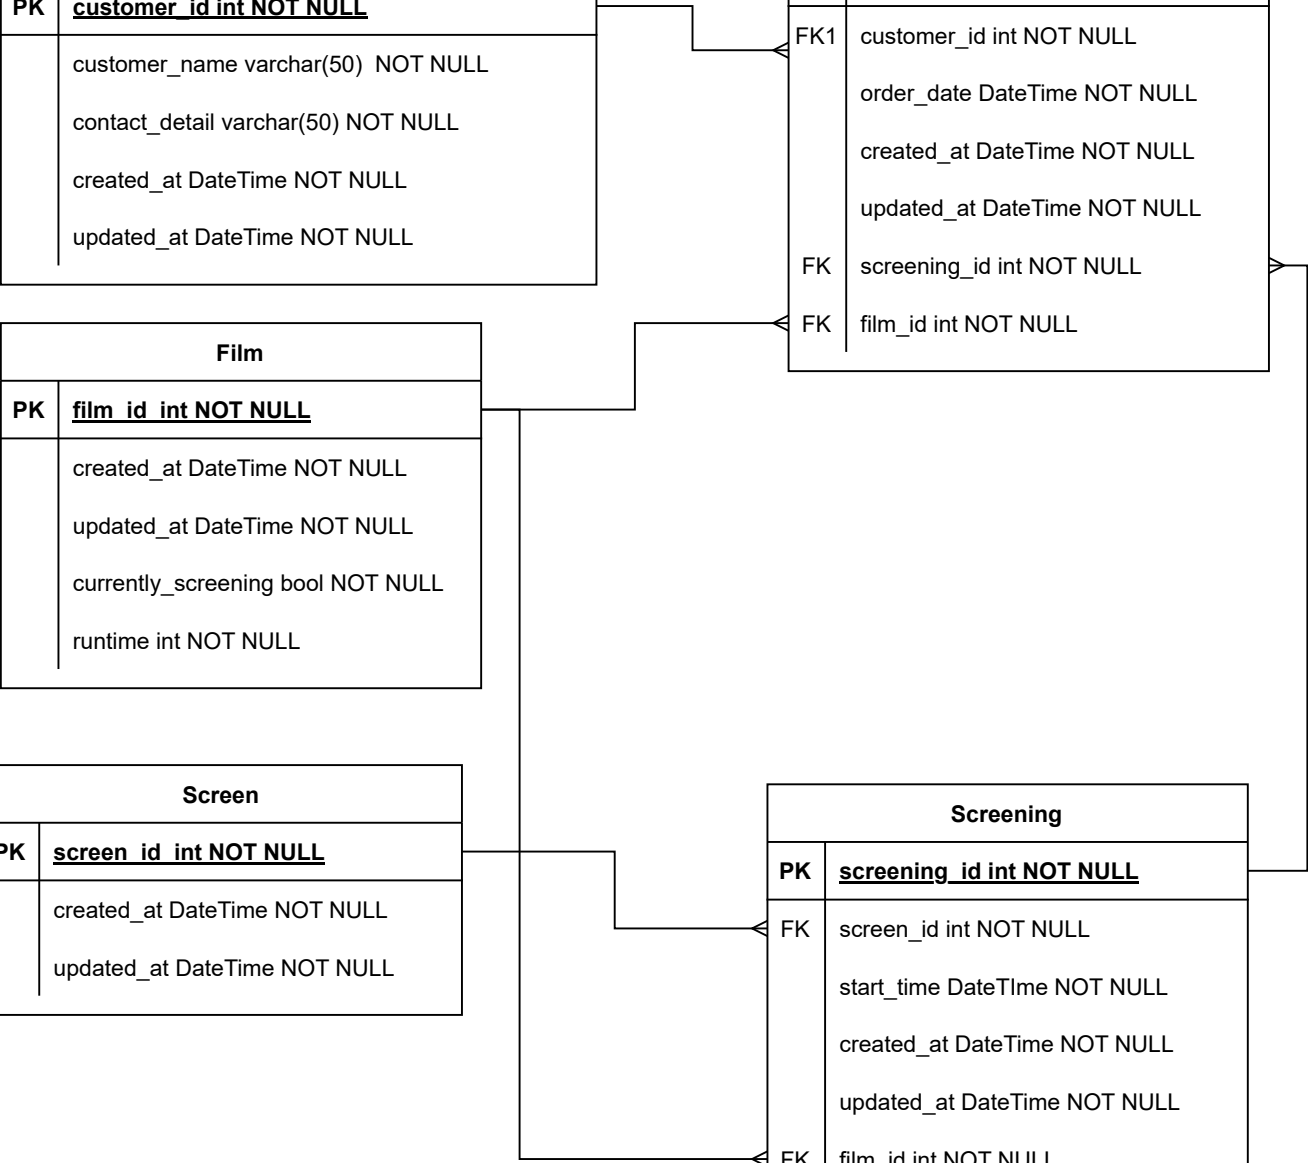 PK customer_id int NOT NULL
customer_name varchar(50) NOT NULL
contact_detail varchar(50) NOT NULL
created_at DateTime NOT NULL
updated_at DateTime NOT NULL
FK1 customer_id int NOT NULL
order_date DateTime NOT NULL
created_at DateTime NOT NULL
updated_at DateTime NOT NULL
FK screening_id int NOT NULL
FK film_id int NOT NULL
Film
PK film_id int NOT NULL
created_at DateTime NOT NULL
updated_at DateTime NOT NULL
currently_screening bool NOT NULL
runtime int NOT NULL
Screen
PK screen_id int NOT NULL
created_at DateTime NOT NULL
updated_at DateTime NOT NULL
Screening
PK screening_id int NOT NULL
FK screen_id int NOT NULL
start_time DateTIme NOT NULL
created_at DateTime NOT NULL
updated_at DateTime NOT NULL
FK film_id int NOT NULL